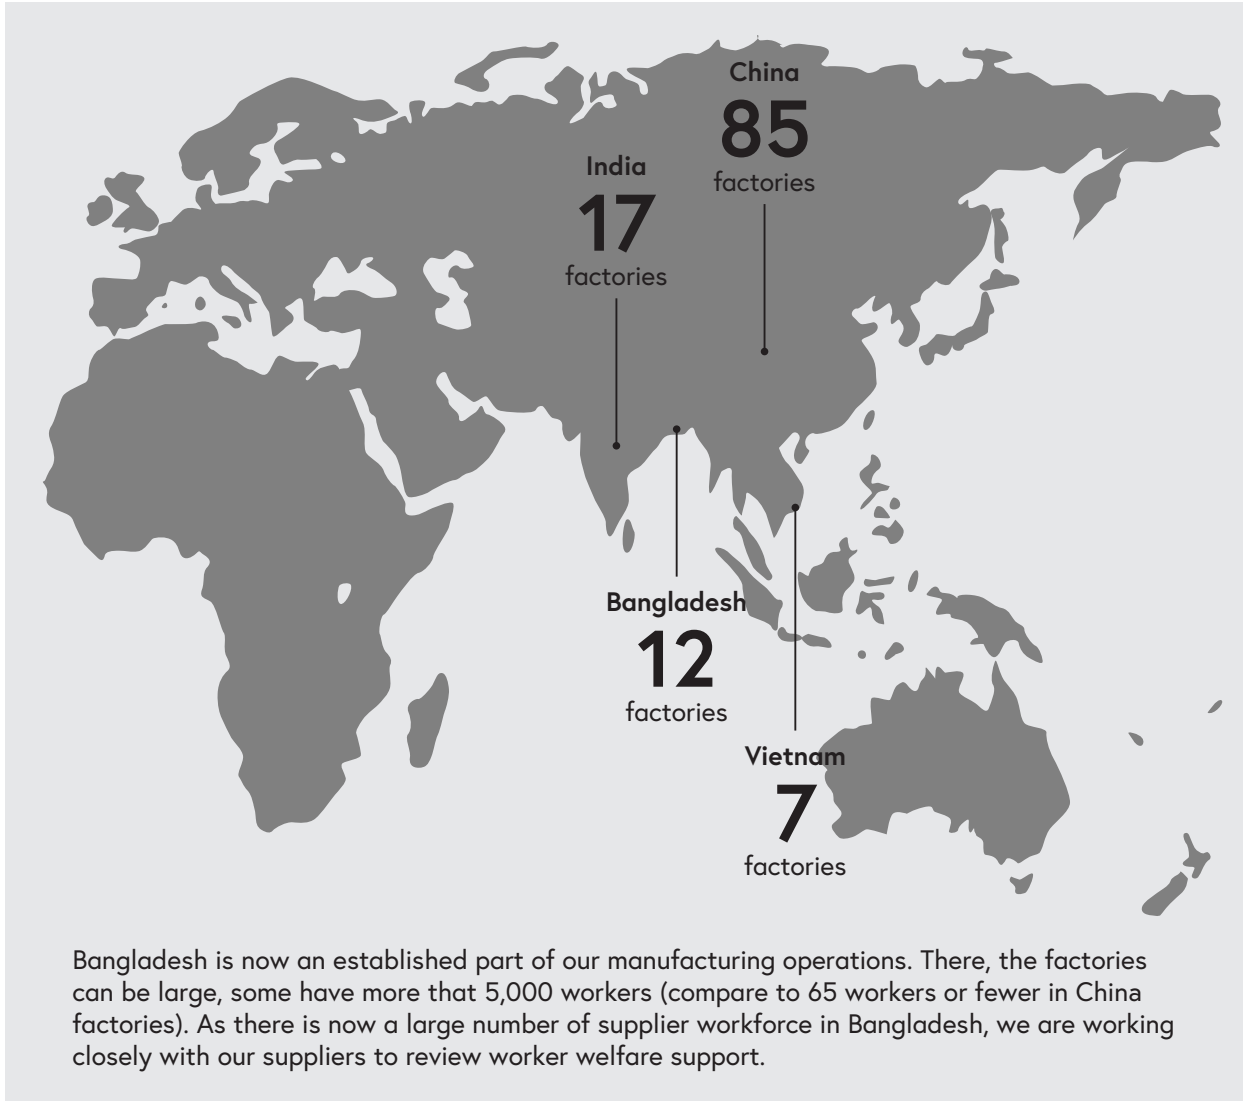 China
85
factories
India
17
factories
Bangladesh
12
factories
Vietnam
7
factories
Bangladesh is now an established part of our manufacturing operations. There, the factories
can be large, some have more that 5,000 workers (compare to 65 workers or fewer in China
factories). As there is now a large number of supplier workforce in Bangladesh, we are working
closely with our suppliers to review worker welfare support.